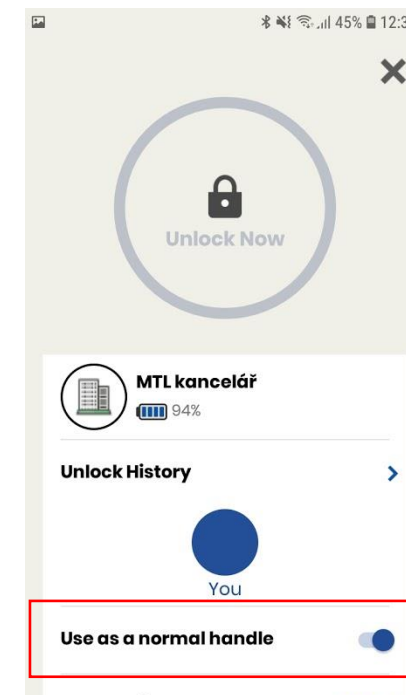 45% 12:3
Unlock Now
MTL kancelář
94%
Unlock History
You
Use as a normal handle